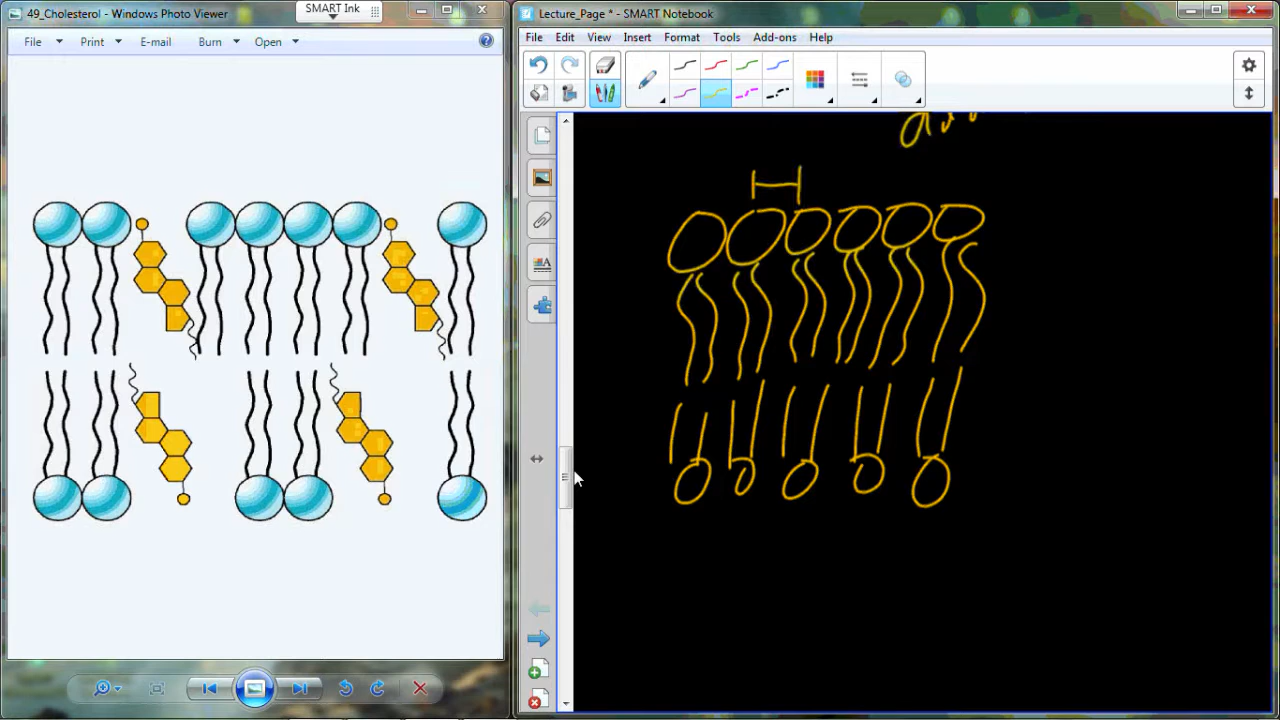 49_Cholesterol - Windows Photo Viewer
SMART Ink
File Print E-mail Burn Open
Lecture_Page * - SMART Notebook
File Edit View Insert Format Tools Add-ons Help